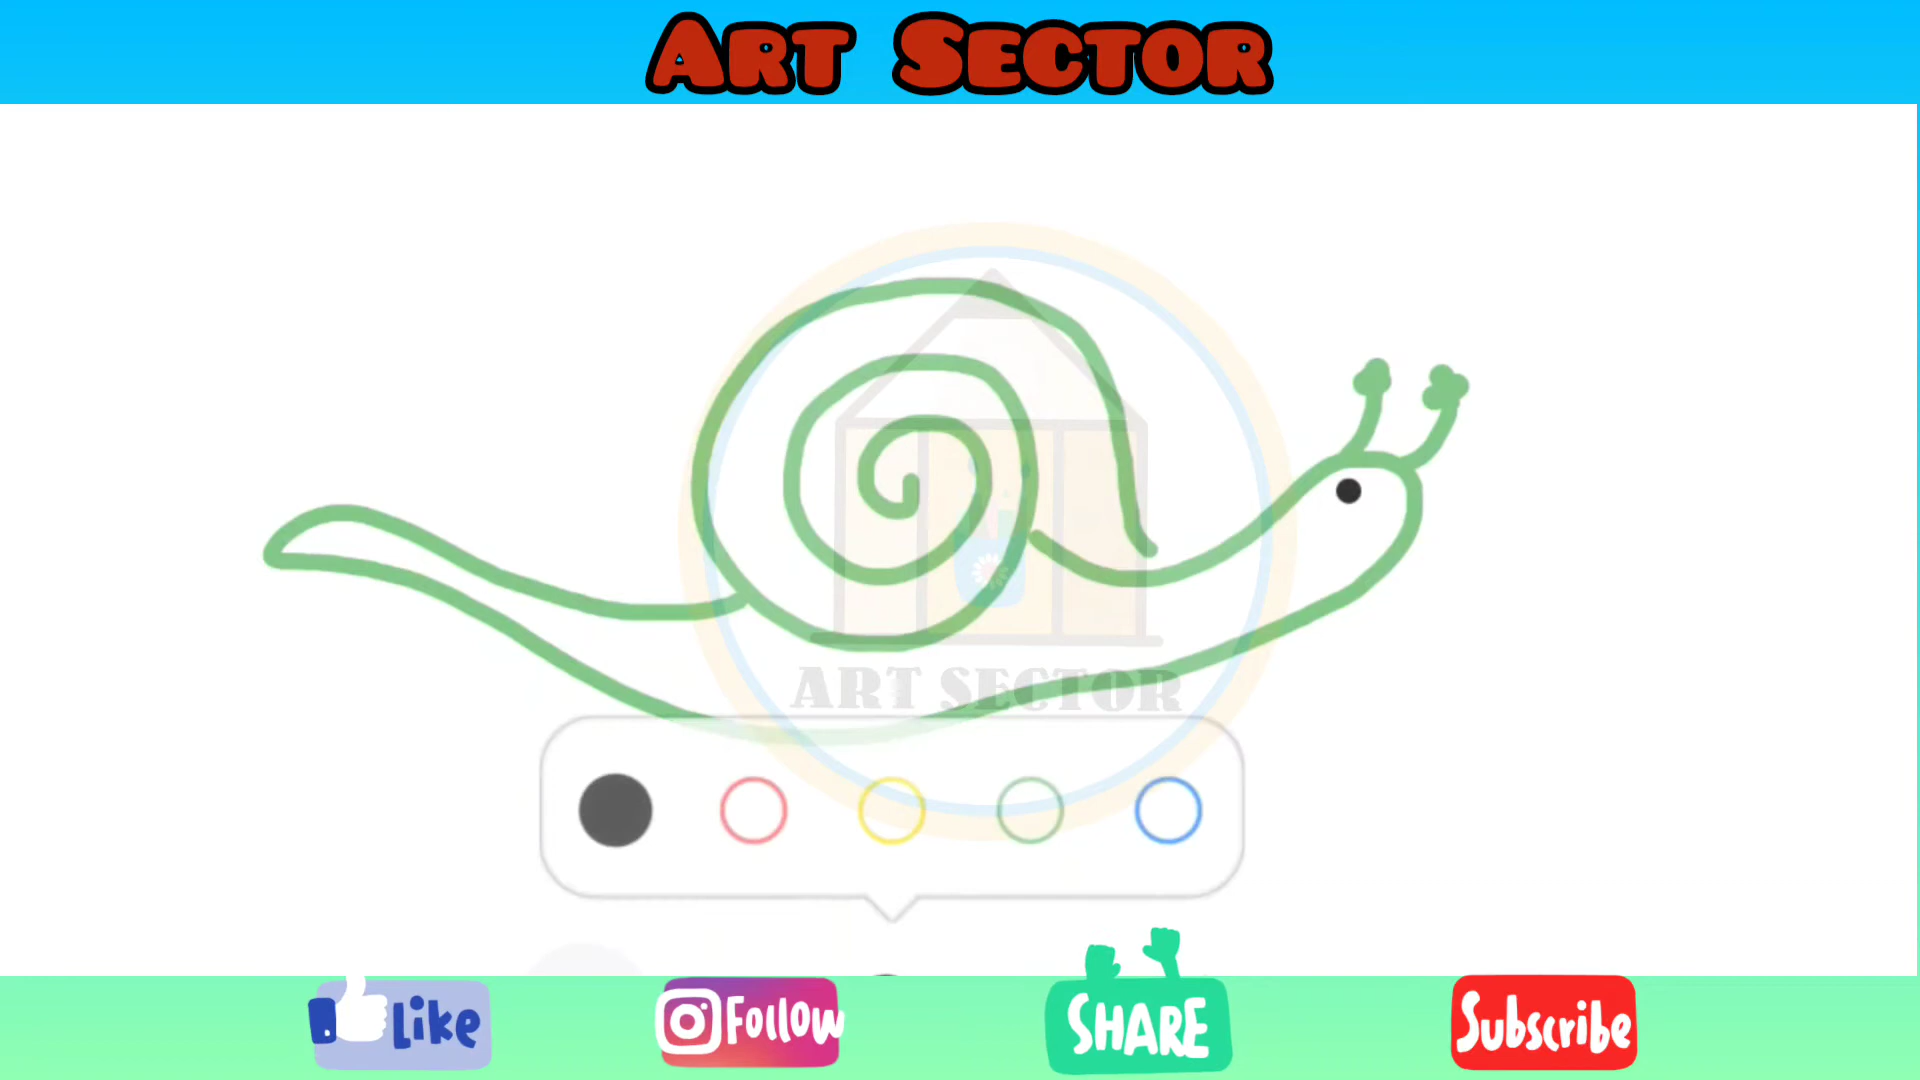 ART SECTOR
ART SECTOR
Like
Follow
SHARE
Subscribe